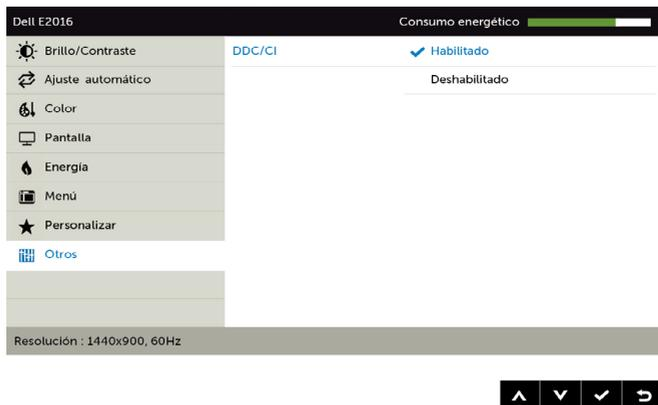 Dell E2016 Consumo energético
Brillo/Contraste DDC/CI Habilitado
Ajuste automático Deshabilitado
Color
Pantalla
Energía
Menú
Personalizar
Otros
Resolución : 1440x900, 60Hz